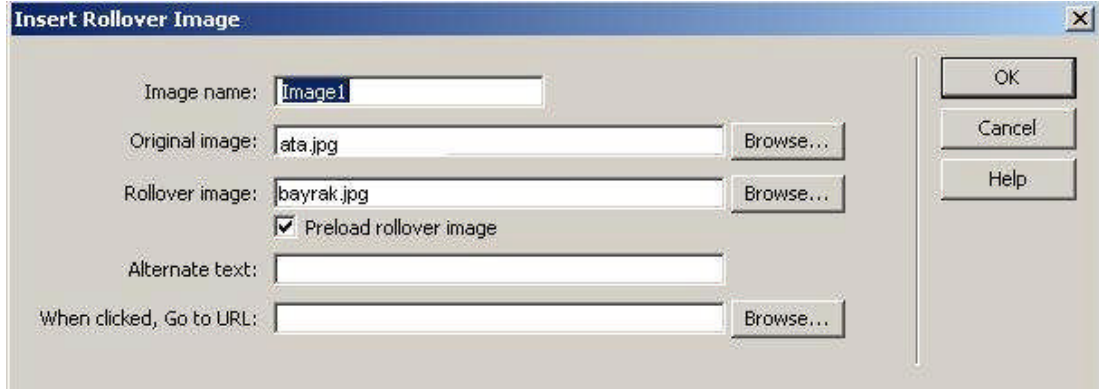 Insert Rollover Image
Image name: Image1
OK
Original image: ata.jpg Browse...
Cancel
Rollover image: bayrak.jpg Browse...
Help
Preload rollover image
Alternate text:
When clicked, Go to URL: Browse...